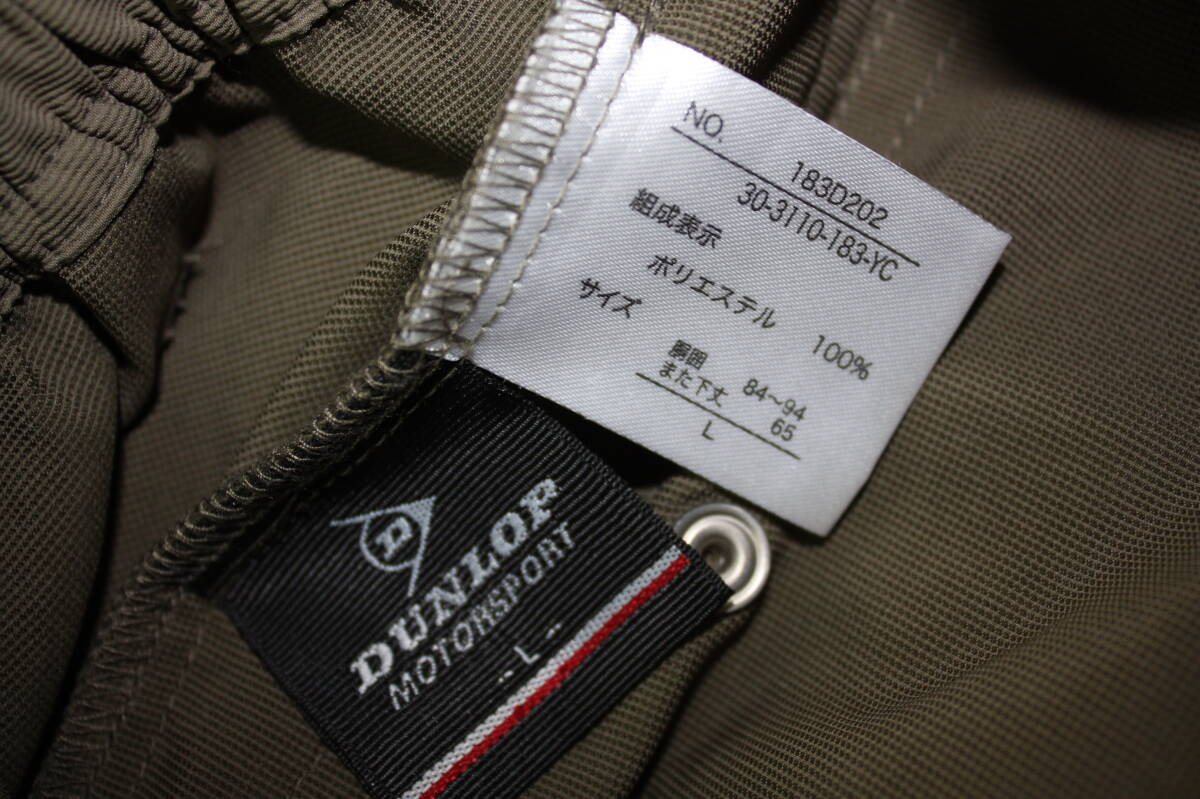 NO.
183D202
30-3110-183-YC
組成表示
ポリエステル 100%
サイズ
胴囲 84〜94
また下丈 65
L
D
DUNLOP
MOTORSPORT
"L"